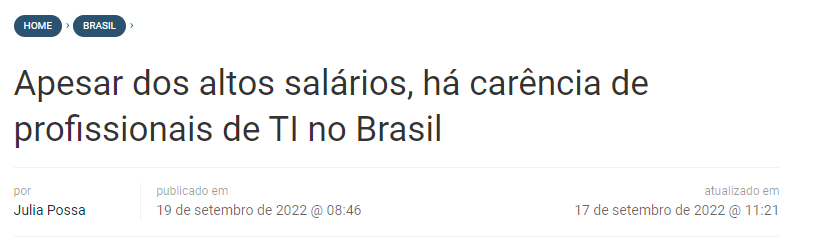 HOME › BRASIL ›
Apesar dos altos salários, há carência de
profissionais de TI no Brasil
por
Julia Possa
publicado em
19 de setembro de 2022 @ 08:46
atualizado em
17 de setembro de 2022 @ 11:21